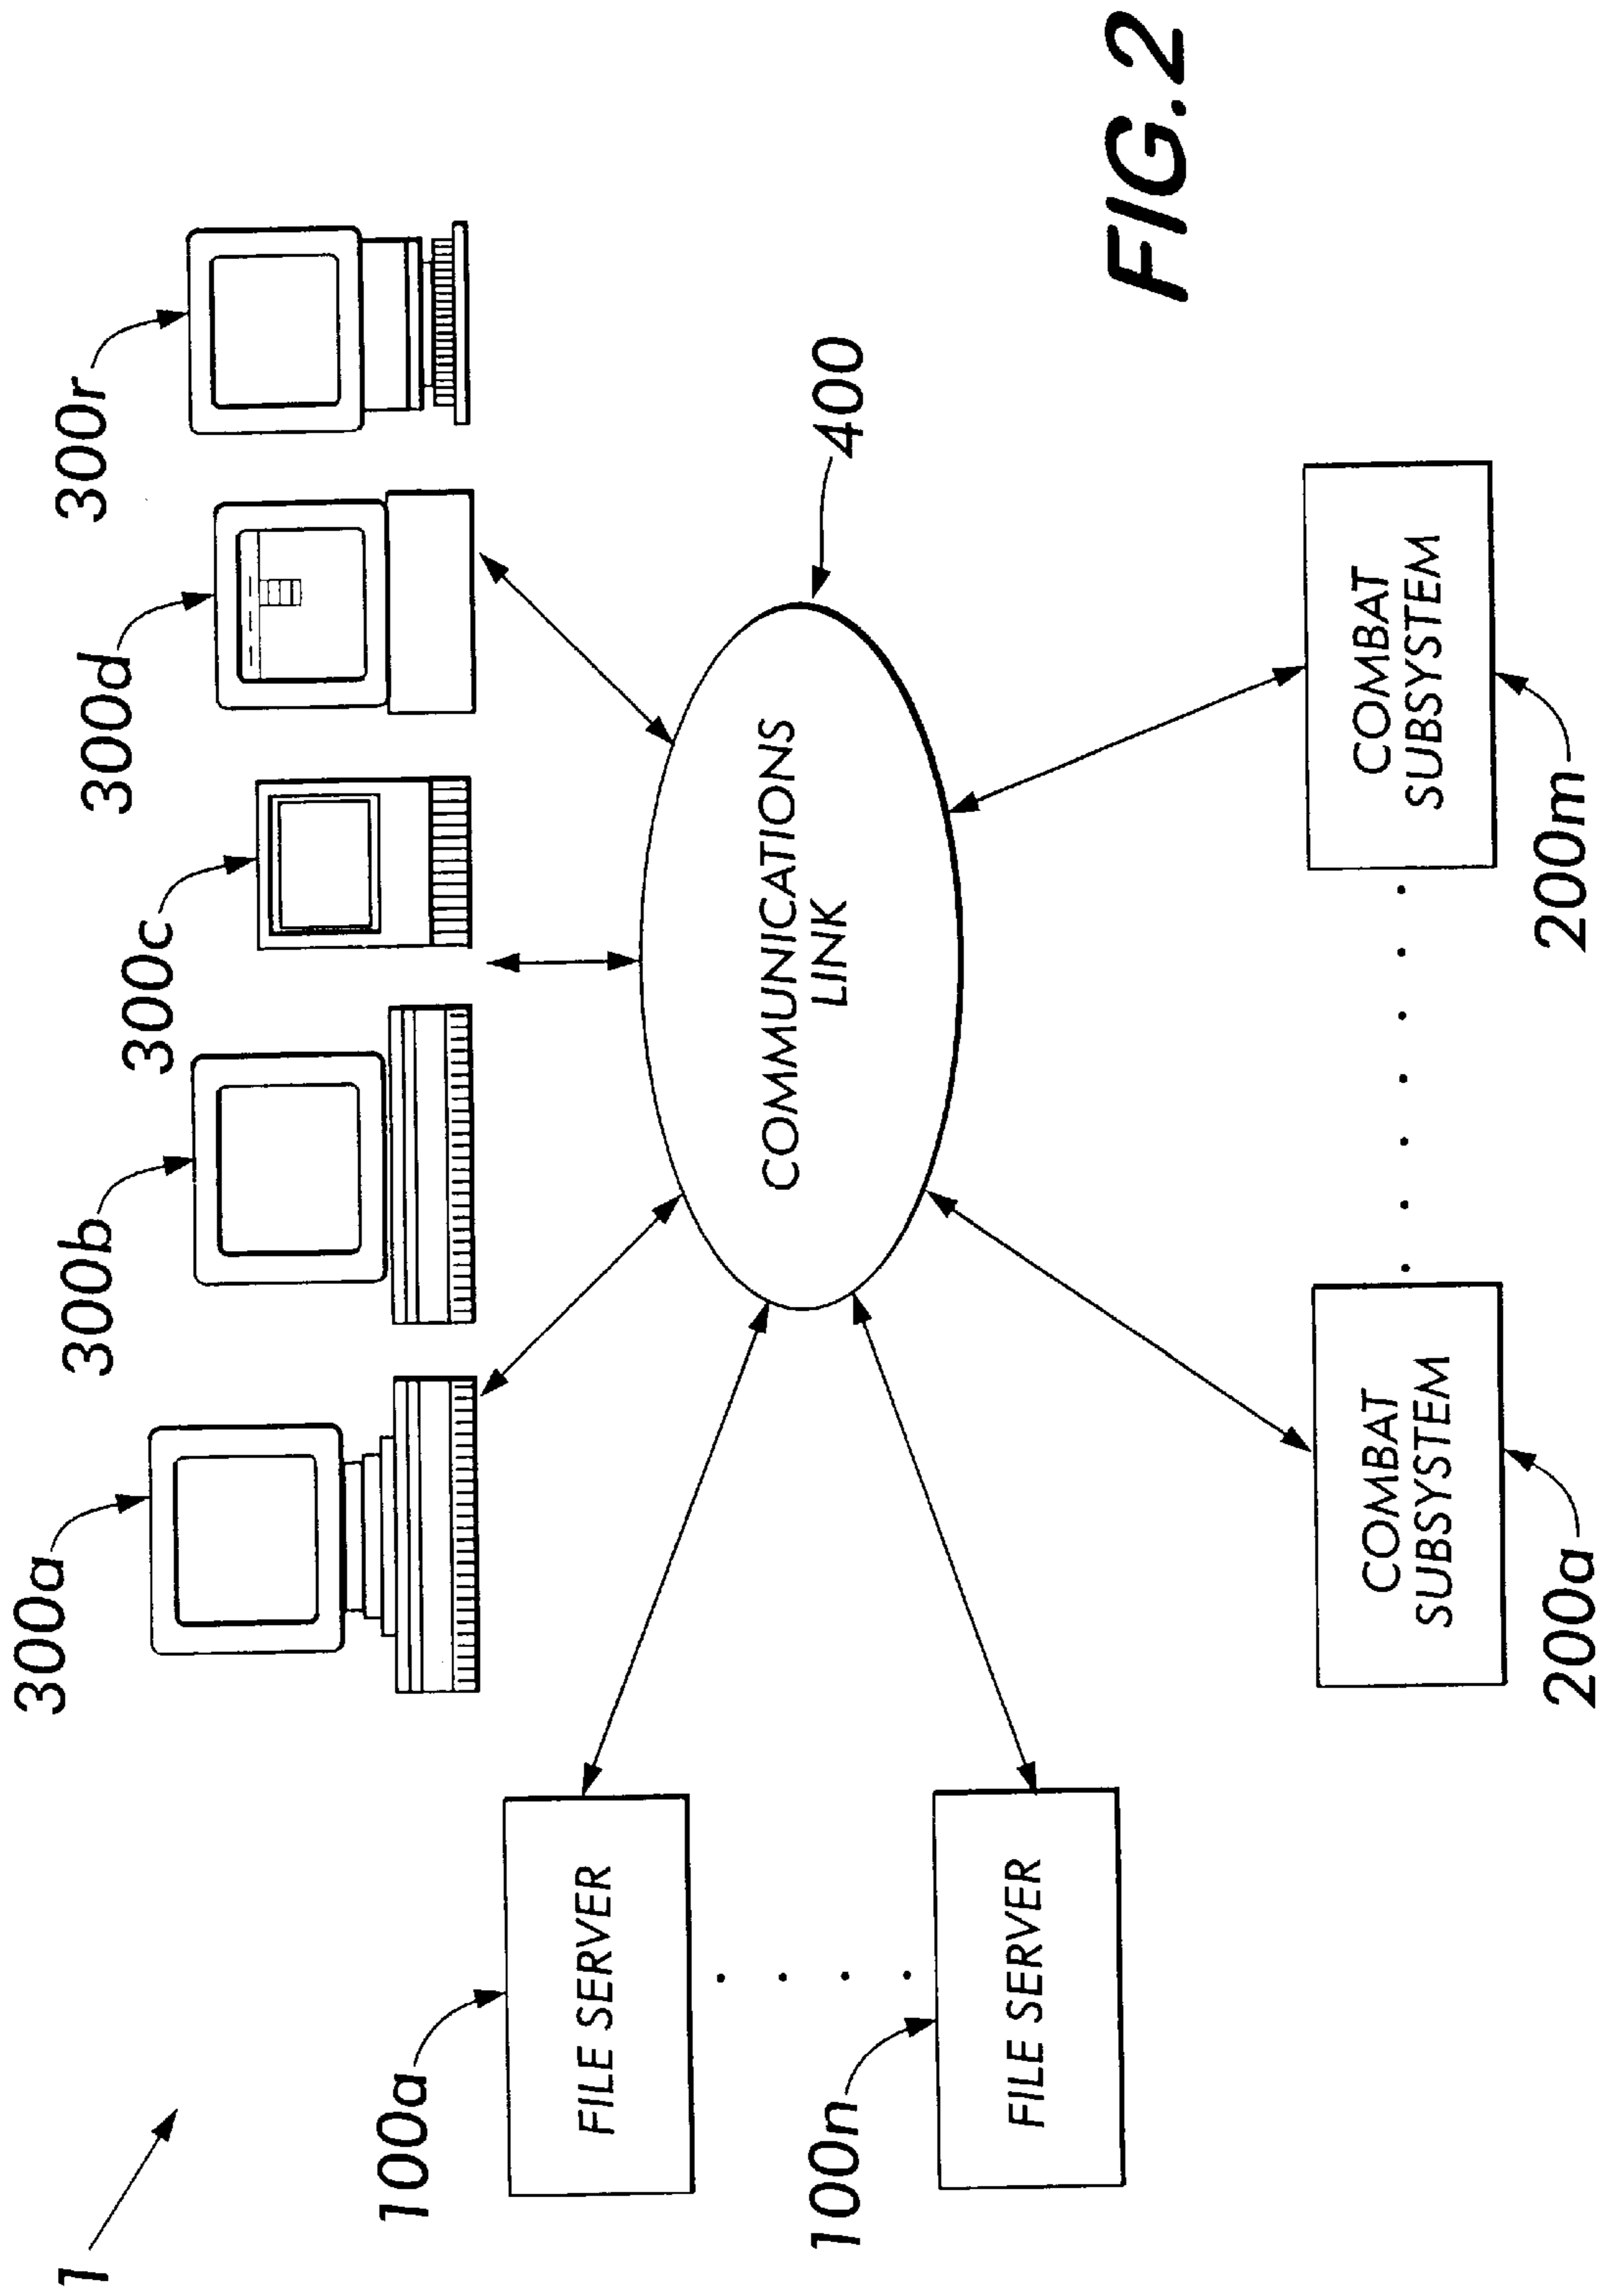 1
300a
300b
300c
300d
300r
100a
FILE SERVER
100n
FILE SERVER
COMMUNICATIONS
LINK
400
COMBAT
SUBSYSTEM
200a
COMBAT
SUBSYSTEM
200m
FIG.2